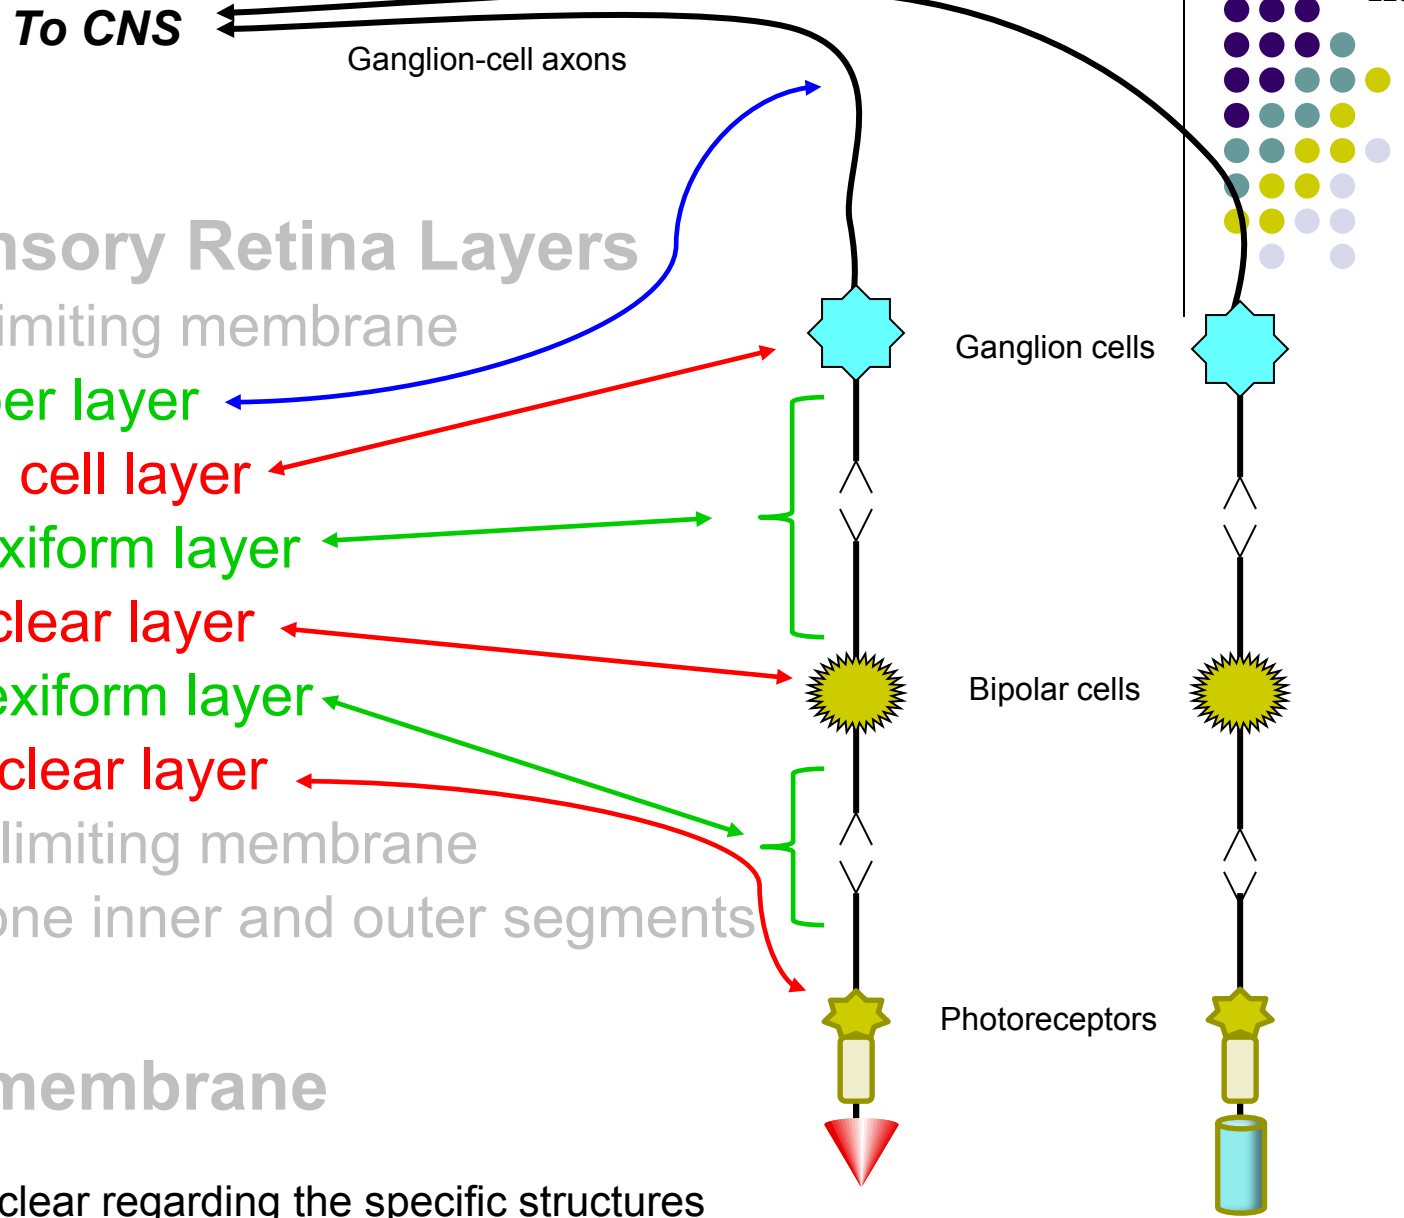 To CNS
Ganglion-cell axons
nsory Retina Layers
imiting membrane
er layer
Ganglion cells
cell layer
xiform layer
clear layer
Bipolar cells
exiform layer
clear layer
limiting membrane
one inner and outer segments
Photoreceptors
membrane
clear regarding the specific structures